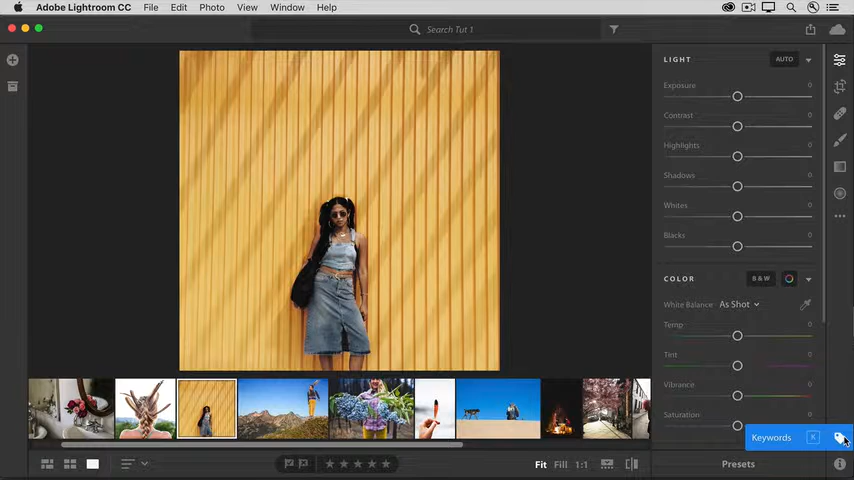 Adobe Lightroom CC File Edit Photo View Window Help
Search Tut 1
LIGHT AUTO
Exposure 0
Contrast 0
Highlights 0
Shadows 0
Whites 0
Blacks 0
COLOR B & W
White Balance As Shot
Temp 0
Tint 0
Vibrance 0
Saturation 0
Keywords K
Fit Fill 1:1 Presets